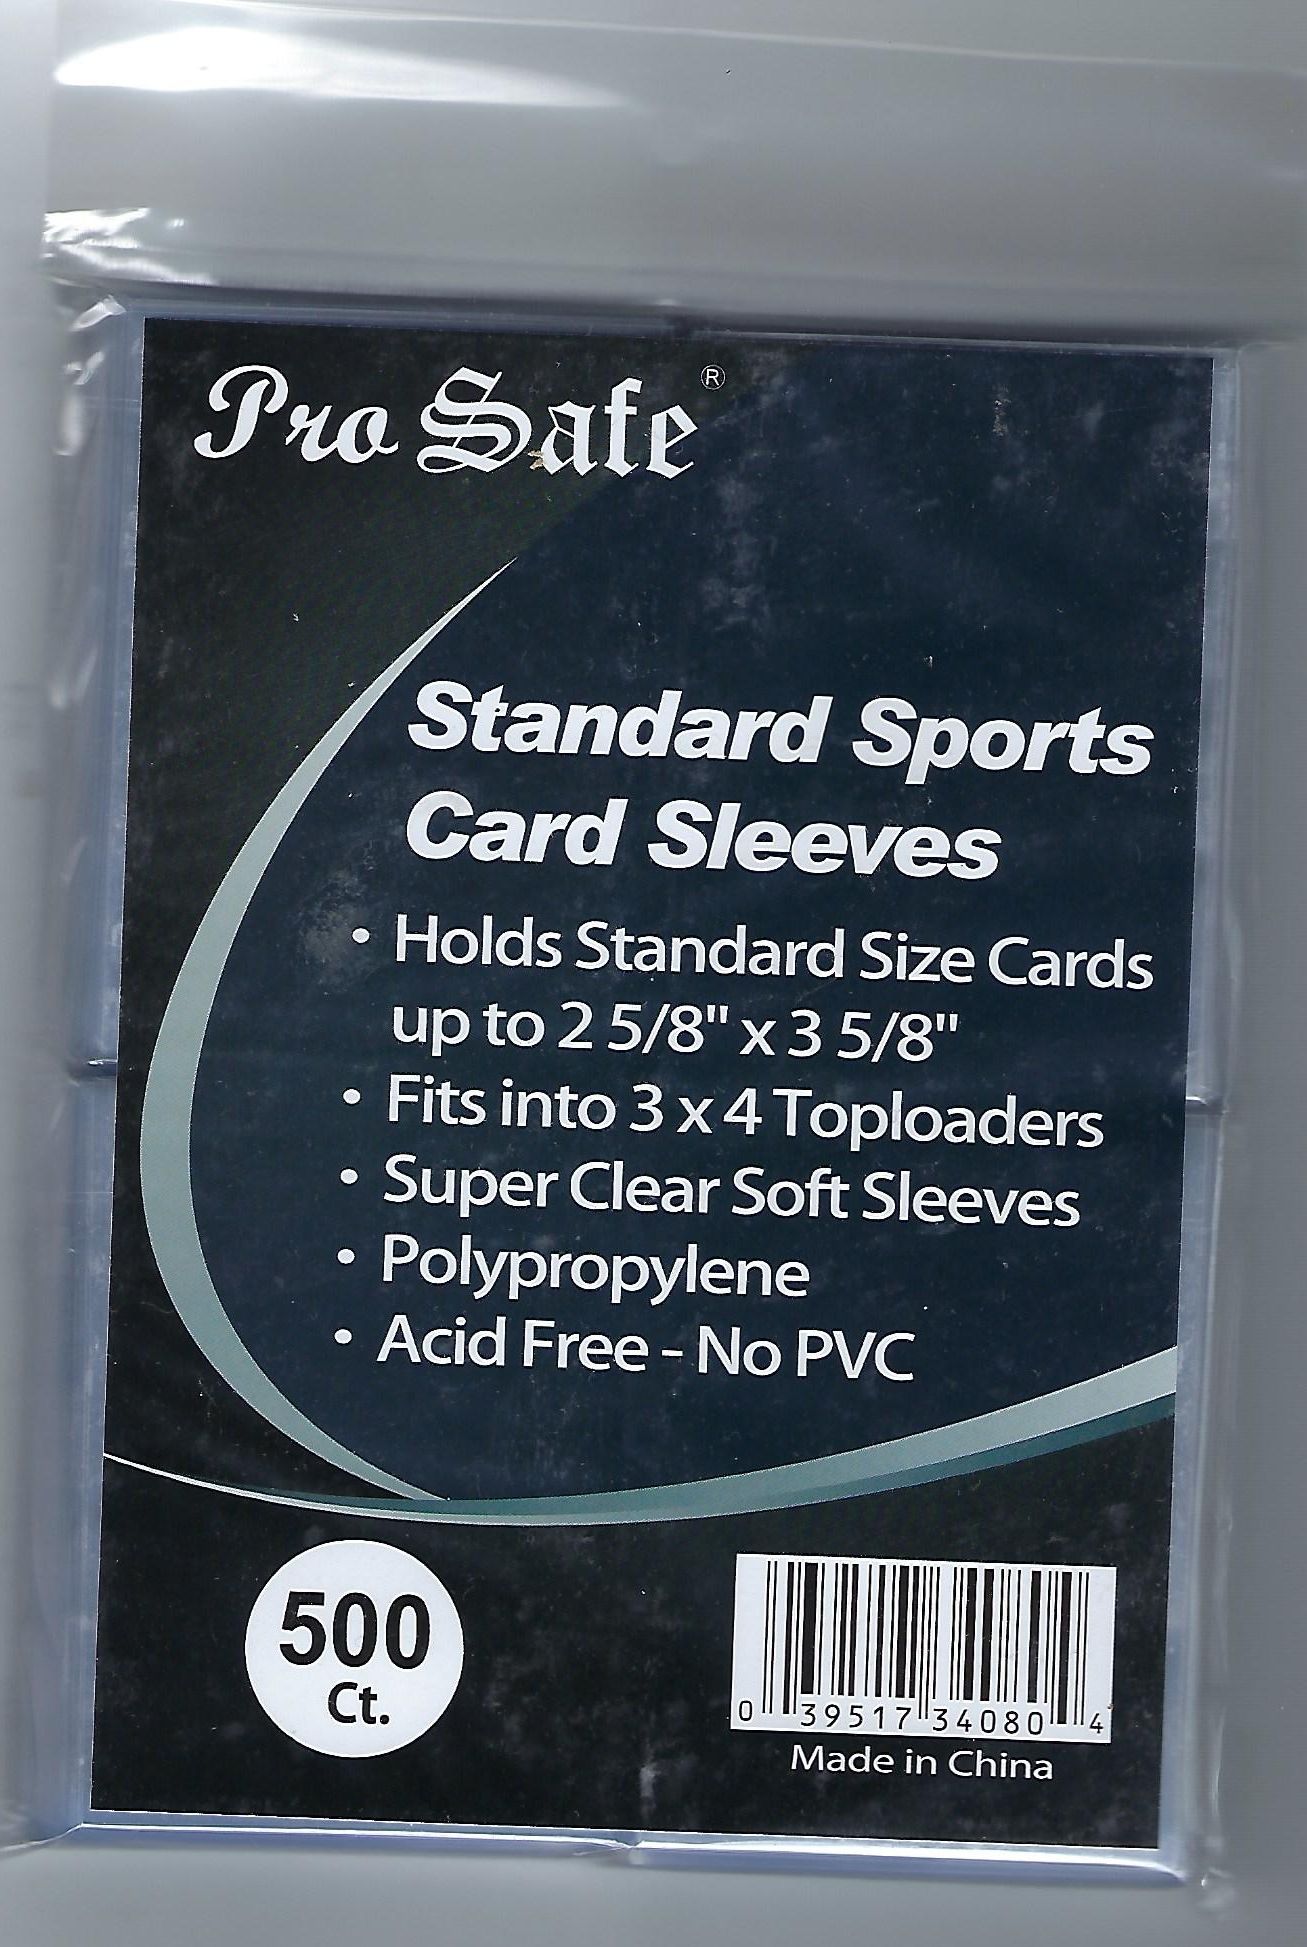 Pro Safe ®
Standard Sports
Card Sleeves
• Holds Standard Size Cards
up to 2 5/8" x 3 5/8"
• Fits into 3 x 4 Toploaders
• Super Clear Soft Sleeves
• Polypropylene
• Acid Free - No PVC
500
Ct.
0 39517 34080 4
Made in China